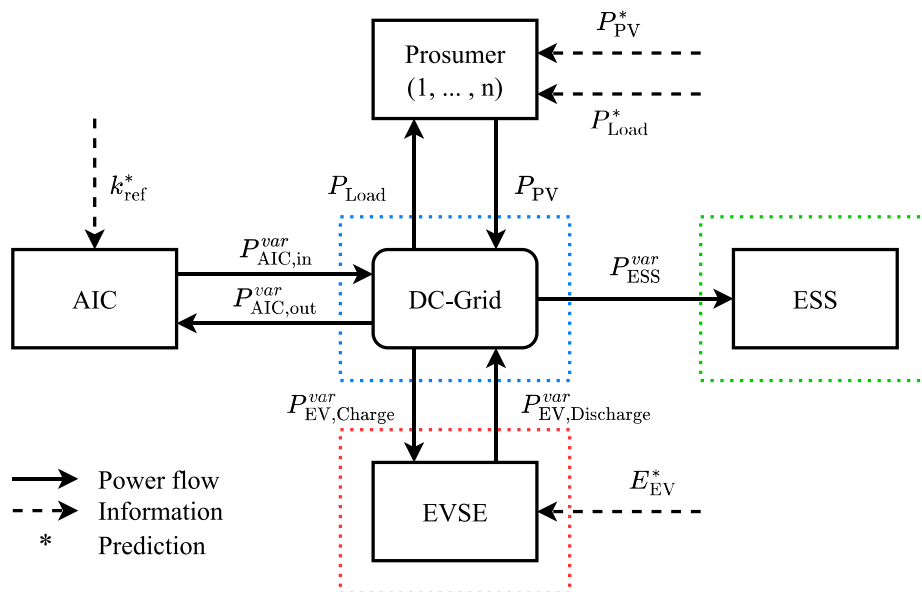 P*PV
Prosumer
(1, ... , n)
P*Load
k*ref
PLoad
PPV
PvarAIC,in
PvarESS
AIC
DC-Grid
ESS
PvarAIC,out
PvarEV,Charge
PvarEV,Discharge
Power flow
E*EV
Information
EVSE
* Prediction